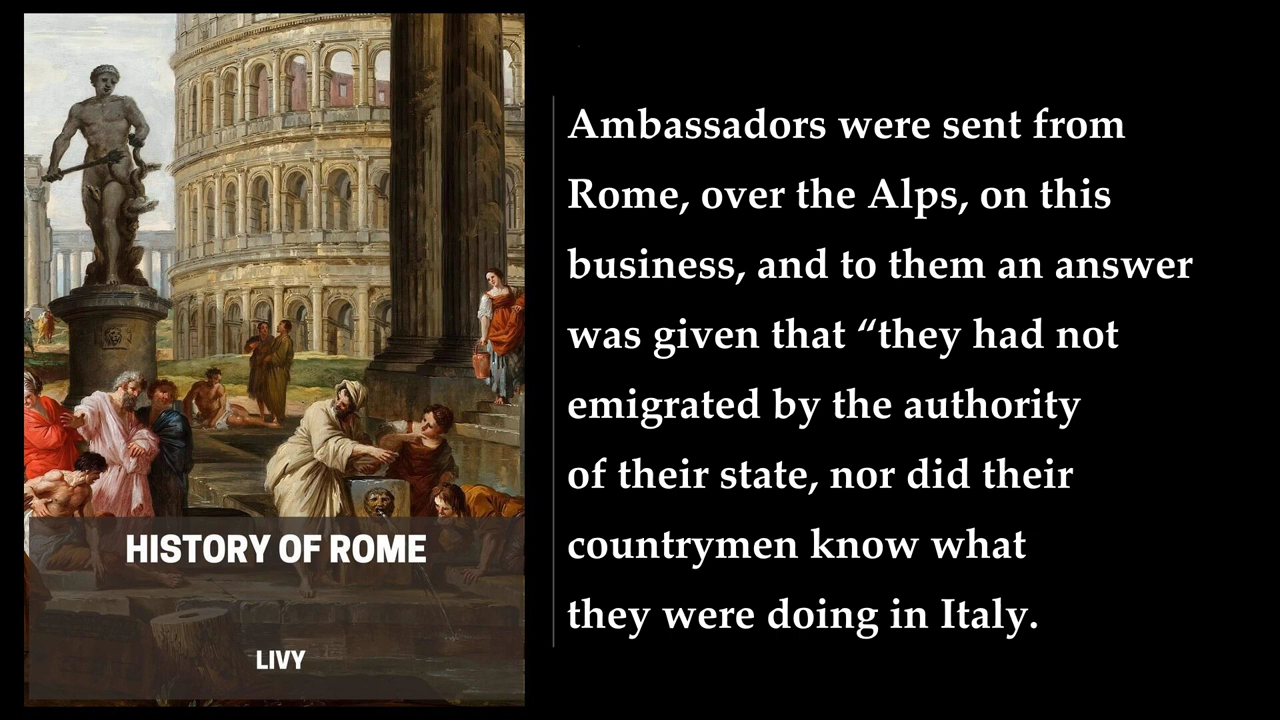 HISTORY OF ROME
LIVY
Ambassadors were sent from
Rome, over the Alps, on this
business, and to them an answer
was given that “they had not
emigrated by the authority
of their state, nor did their
countrymen know what
they were doing in Italy.